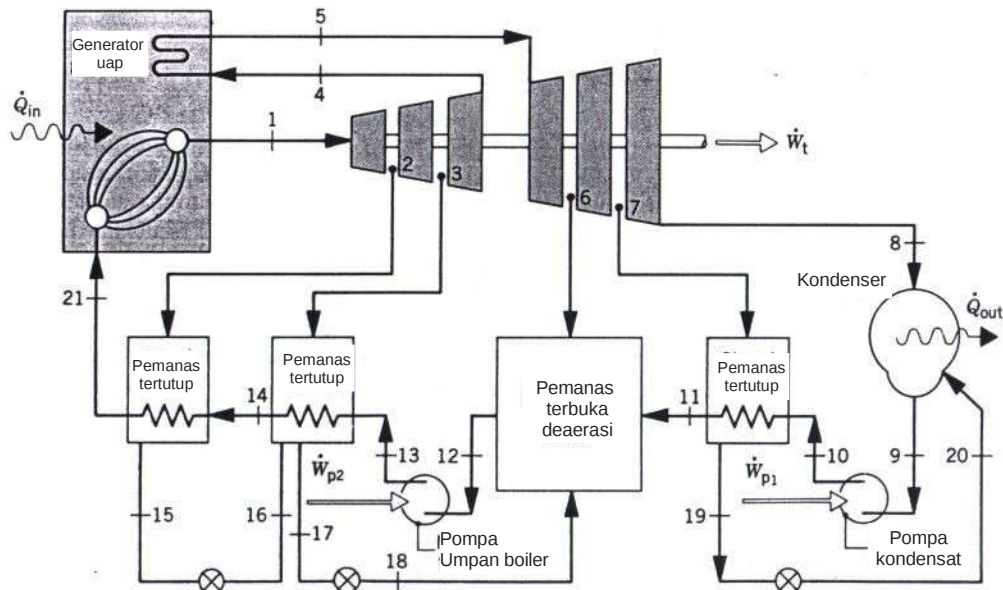 5
Generator
uap
4
Q̇in
1
2
3
Ẇt
6
7
8
Kondenser
Q̇out
21
Pemanas
tertutup
14
Pemanas
tertutup
Pemanas
terbuka
deaerasi
11
Pemanas
tertutup
13
12
10
9
20
Ẇp2
Ẇp1
15
16
17
19
Pompa
Umpan boiler
Pompa
kondensat
18